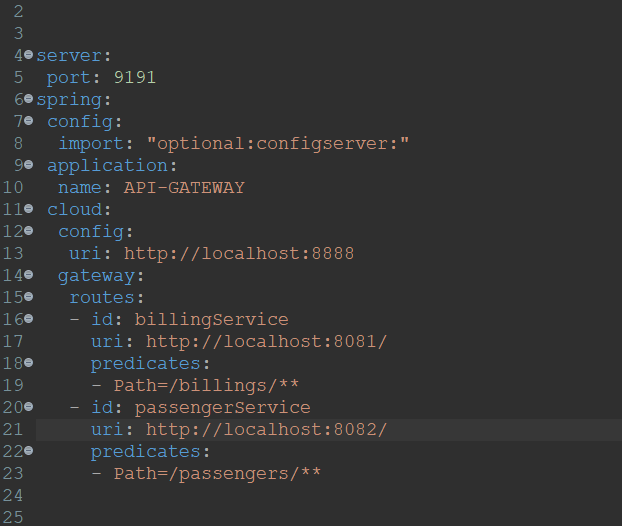 2
3
4 server:
5  port: 9191
6 spring:
7  config:
8   import: "optional:configserver:"
9  application:
10   name: API-GATEWAY
11  cloud:
12   config:
13    uri: http://localhost:8888
14   gateway:
15    routes:
16    - id: billingService
17      uri: http://localhost:8081/
18      predicates:
19      - Path=/billings/**
20    - id: passengerService
21      uri: http://localhost:8082/
22      predicates:
23      - Path=/passengers/**
24
25